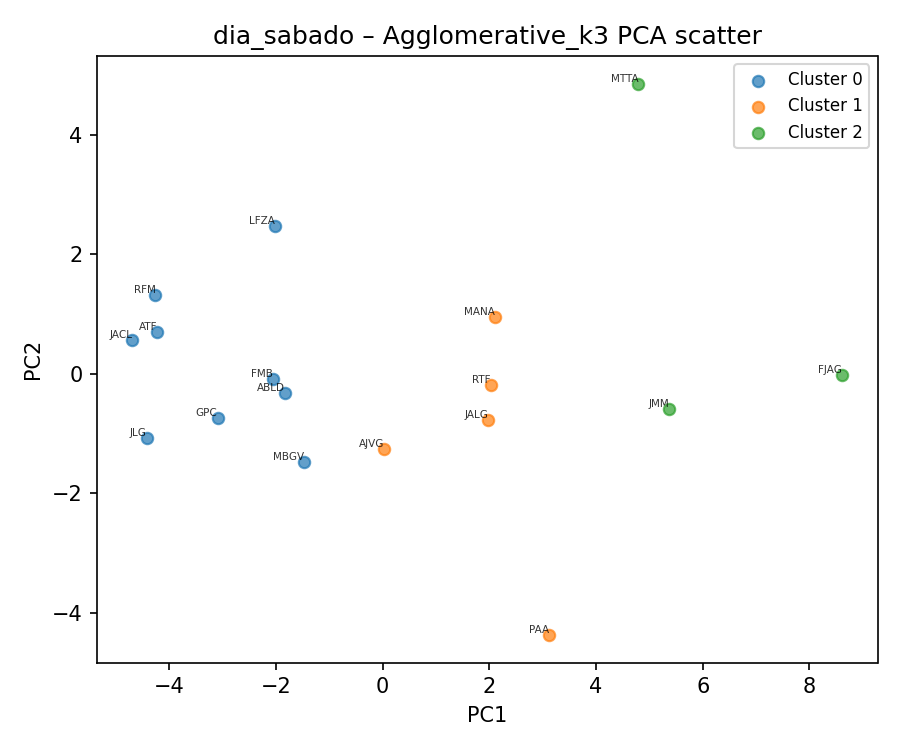 dia_sabado – Agglomerative_k3 PCA scatter
Cluster 0
Cluster 1
Cluster 2
MTTA
LFZA
RFM
ATF
JACL
MANA
FMB
ABLD
RTF
FJAG
GPC
JALG
JMM
JLG
MBGV
AJVG
PAA
4
2
0
−2
−4
PC2
−4
−2
0
2
4
6
8
PC1